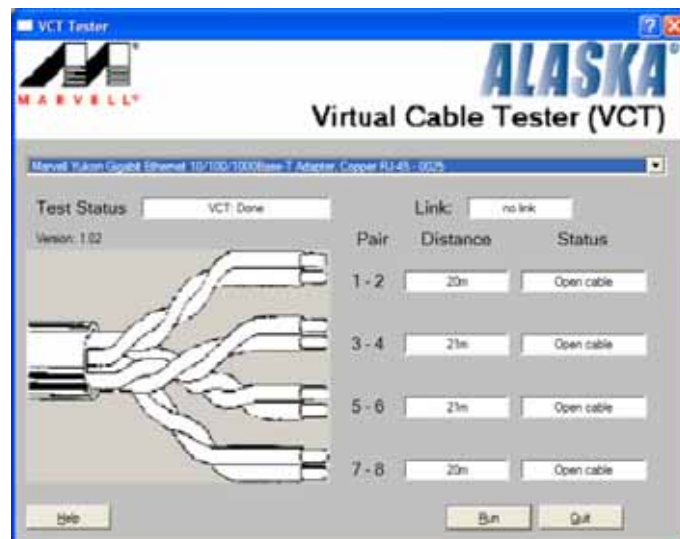 VCT Tester
MARVELL®
ALASKA®
Virtual Cable Tester (VCT)
Marvell Yukon Gigabit Ethernet 10/100/1000Base-T Adapter, Copper RJ-45 - 0025
Test Status VCT: Done Link: no link
Version: 1.02
Pair Distance Status
1 - 2 20m Open cable
3 - 4 21m Open cable
5 - 6 21m Open cable
7 - 8 20m Open cable
Help Run Quit